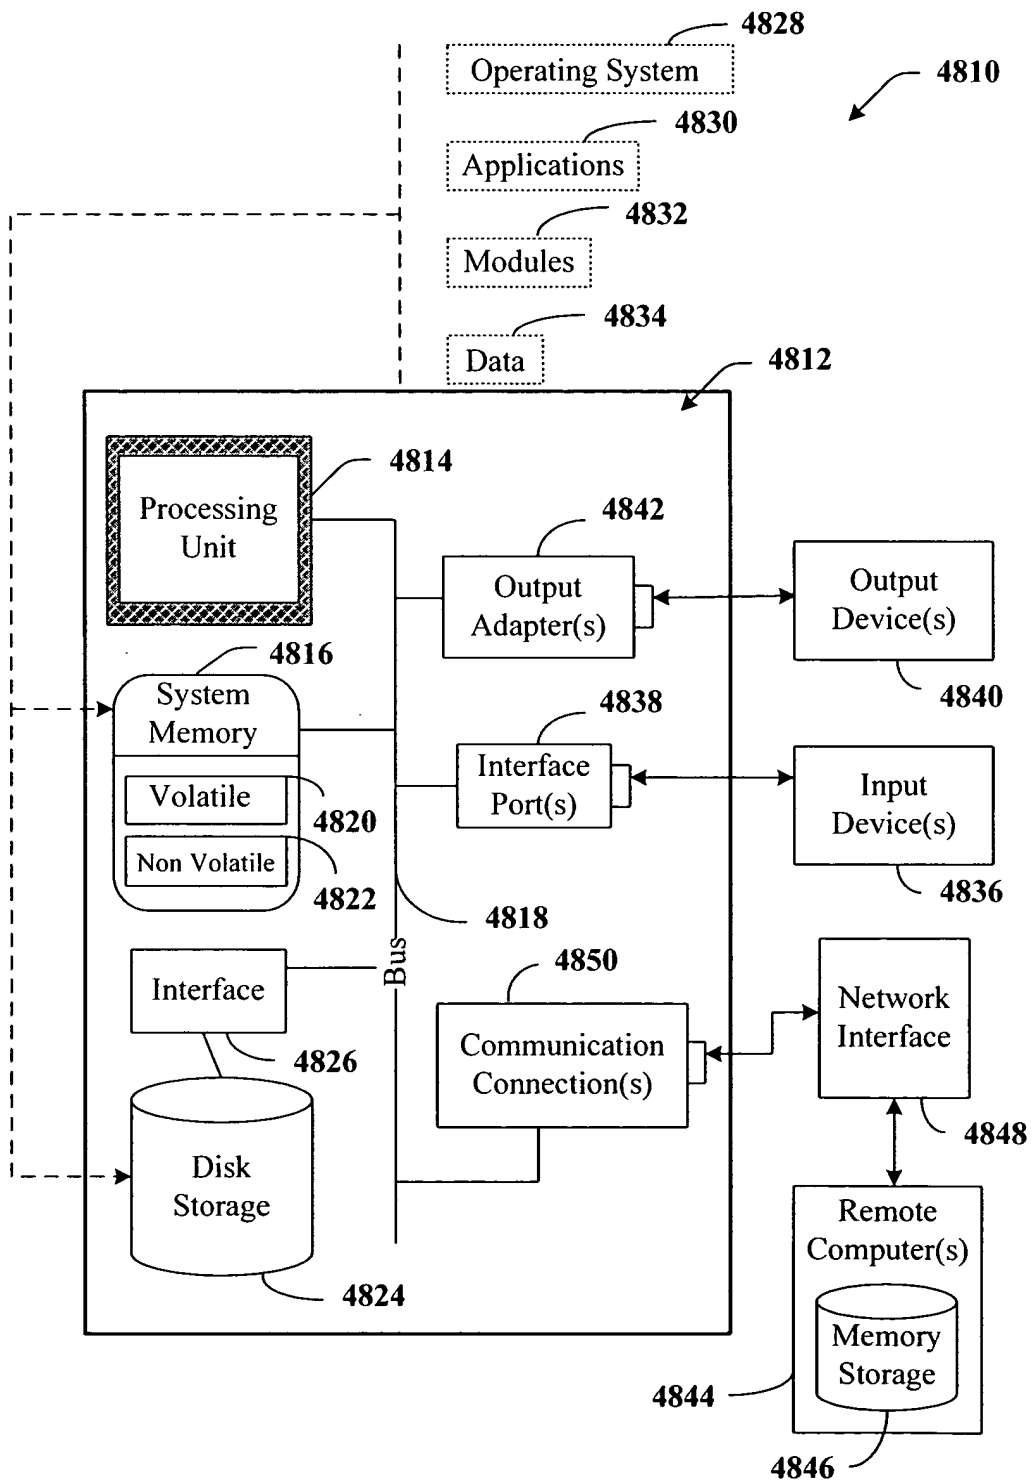 4828
Operating System
4810
4830
Applications
4832
Modules
4834
Data
4812
4814
Processing
Unit
4842
Output
Adapter(s)
Output
Device(s)
4840
4816
System
Memory
4838
Interface
Port(s)
Input
Device(s)
4836
Volatile
4820
Non Volatile
4822
4818
Bus
4850
Interface
4826
Communication
Connection(s)
Network
Interface
4848
Disk
Storage
4824
Remote
Computer(s)
Memory
Storage
4844
4846